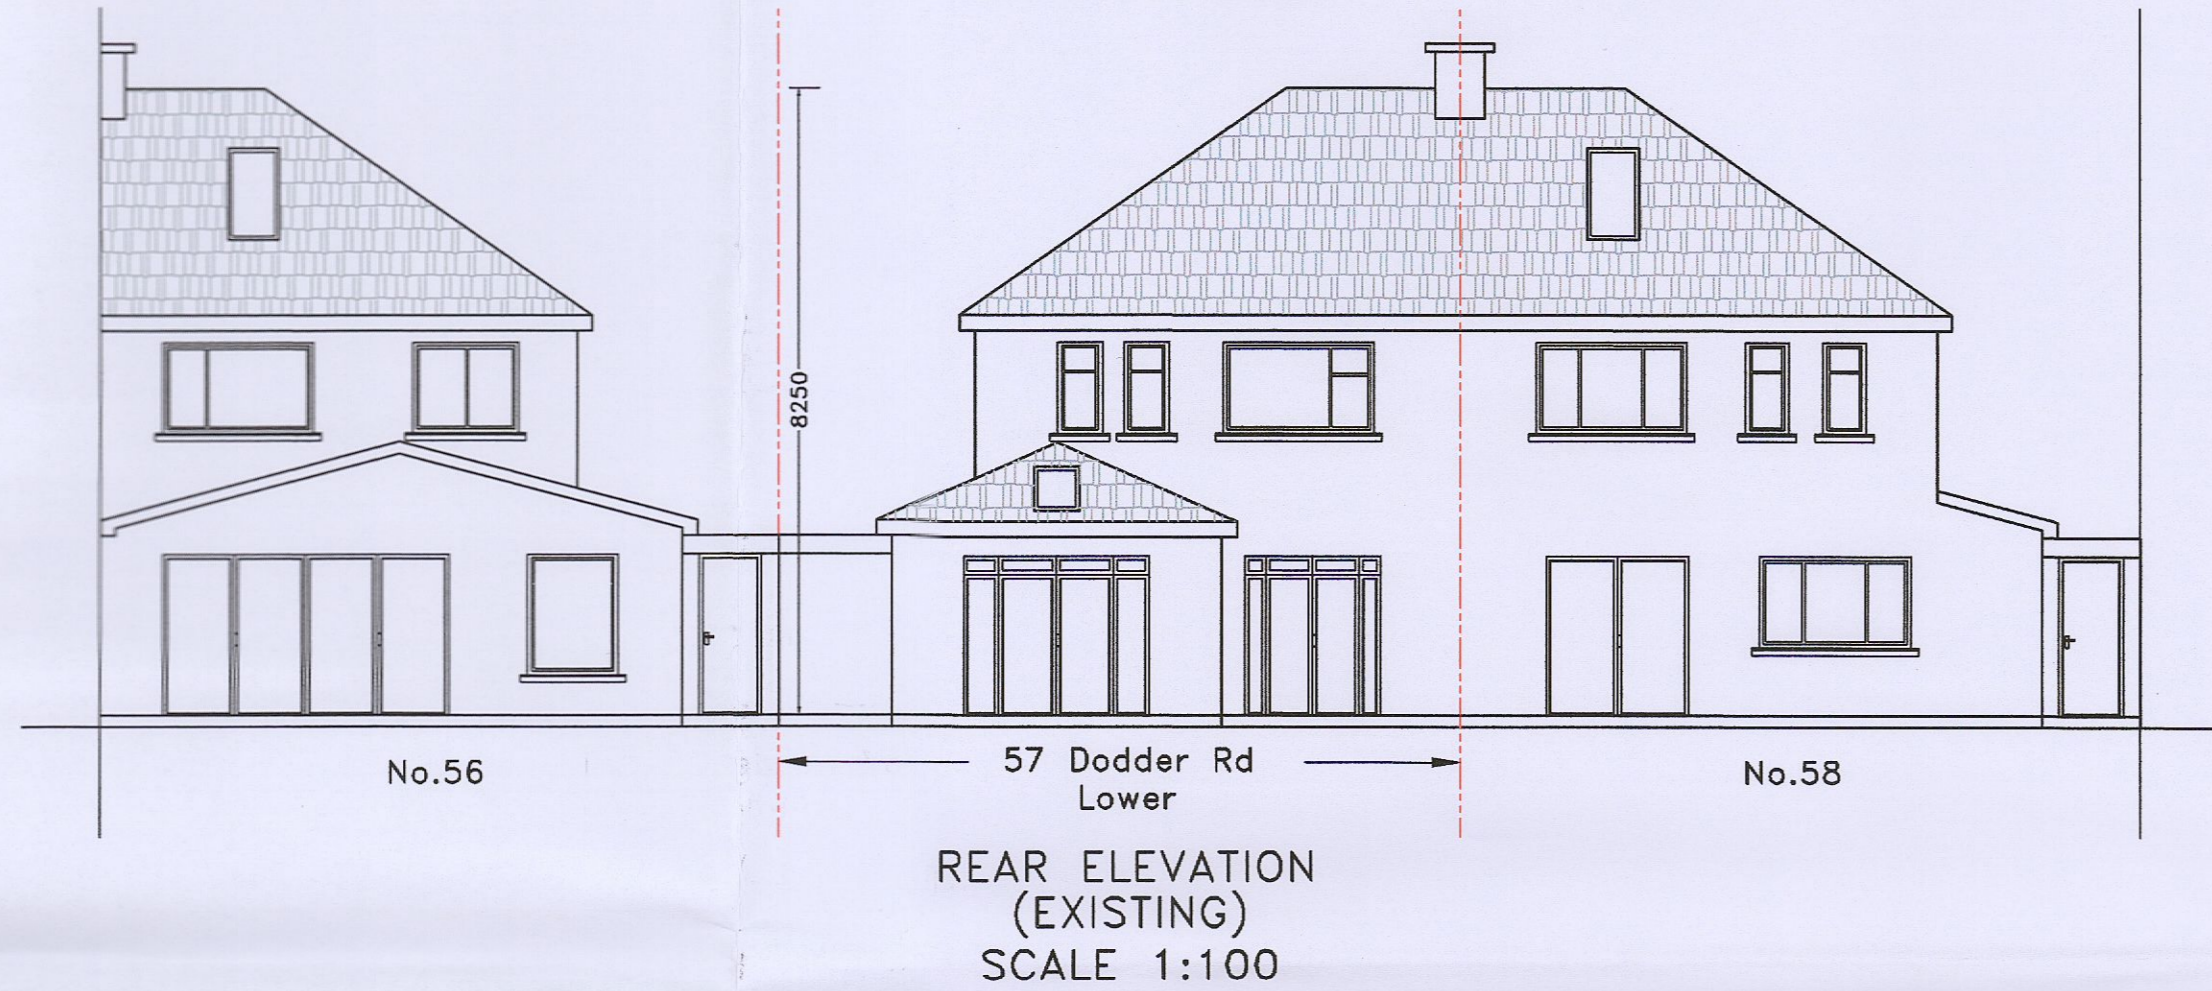 8250
No.56
57 Dodder Rd
Lower
No.58
REAR ELEVATION
(EXISTING)
SCALE 1:100